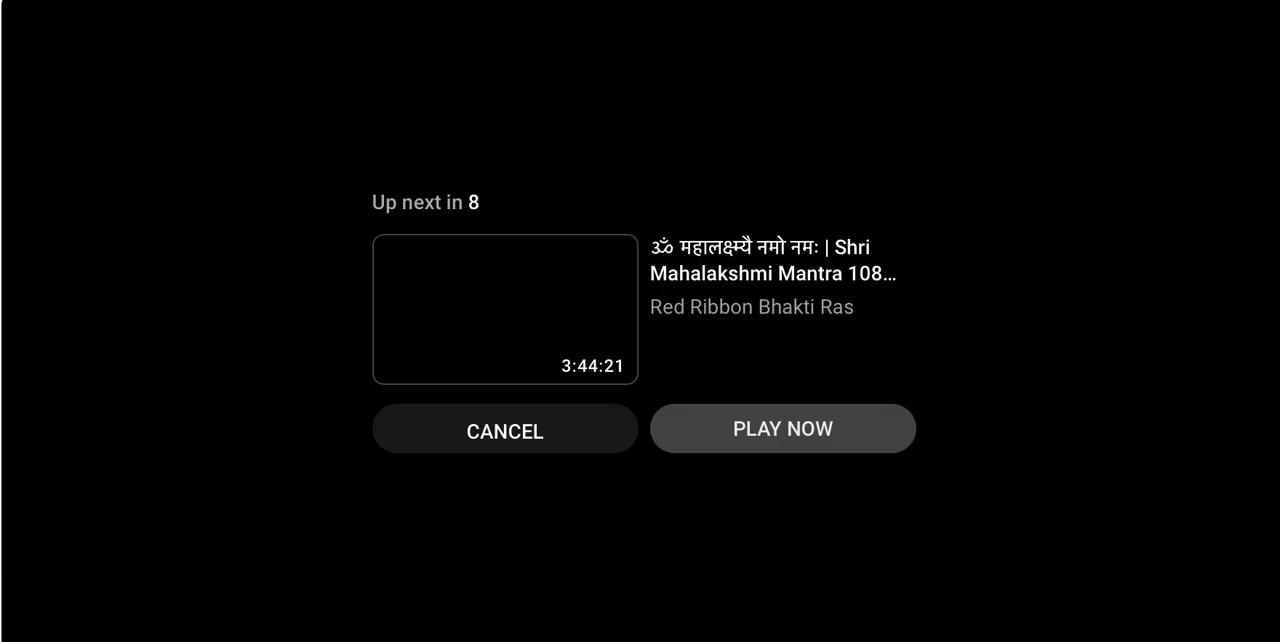 Up next in 8
ॐ महालक्ष्म्यै नमो नमः | Shri
Mahalakshmi Mantra 108...
Red Ribbon Bhakti Ras
3:44:21
CANCEL
PLAY NOW